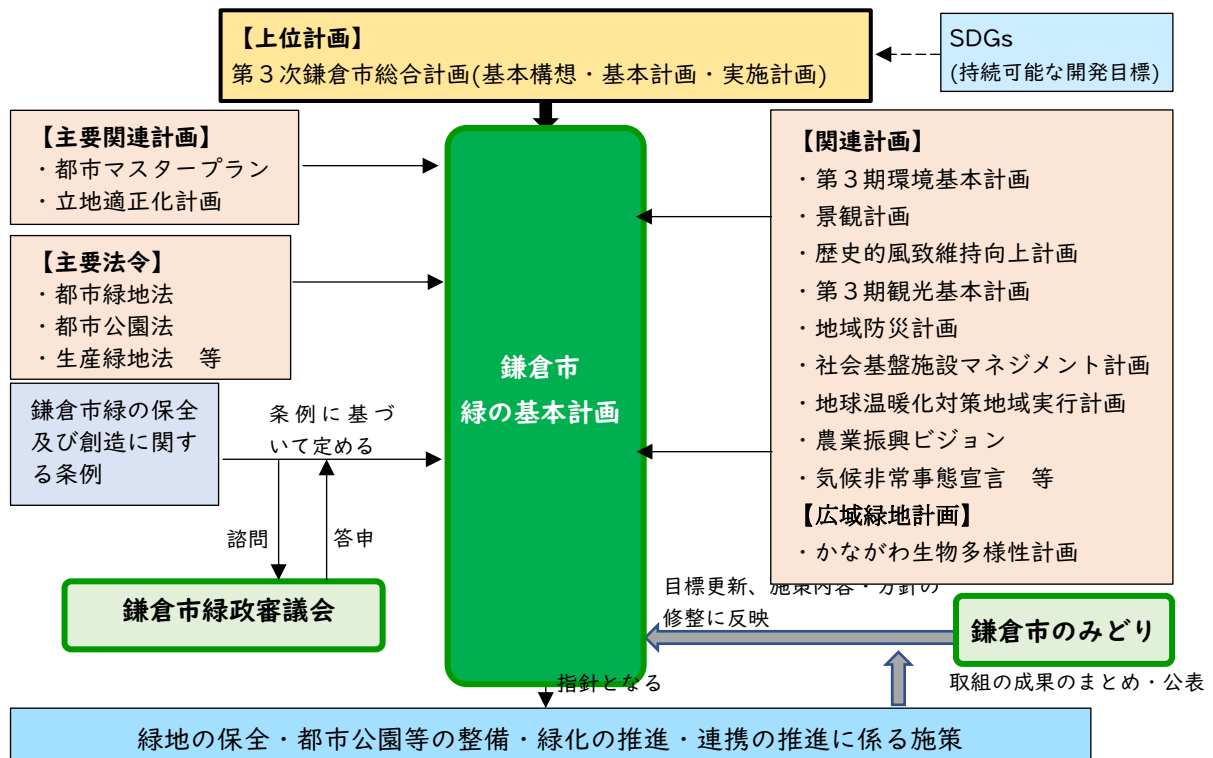 【上位計画】
第３次鎌倉市総合計画(基本構想・基本計画・実施計画)
SDGs
(持続可能な開発目標)
【主要関連計画】
・都市マスタープラン
・立地適正化計画
【主要法令】
・都市緑地法
・都市公園法
・生産緑地法　等
鎌倉市緑の保全
及び創造に関す
る条例
条例に基づ
いて定める
諮問
答申
鎌倉市緑政審議会
鎌倉市
緑の基本計画
【関連計画】
・第３期環境基本計画
・景観計画
・歴史的風致維持向上計画
・第３期観光基本計画
・地域防災計画
・社会基盤施設マネジメント計画
・地球温暖化対策地域実行計画
・農業振興ビジョン
・気候非常事態宣言　等
【広域緑地計画】
・かながわ生物多様性計画
目標更新、施策内容・方針の
修整に反映
鎌倉市のみどり
取組の成果のまとめ・公表
指針となる
緑地の保全・都市公園等の整備・緑化の推進・連携の推進に係る施策